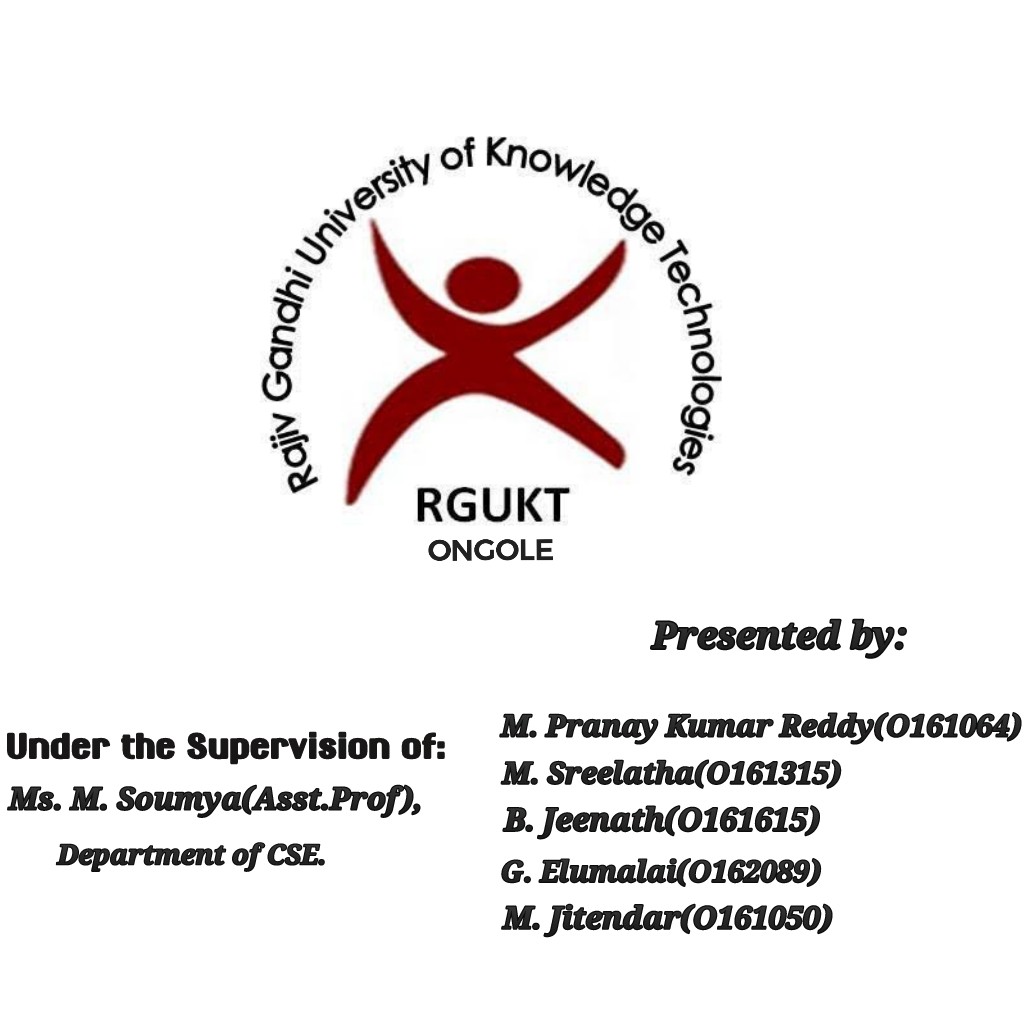 Rajiv Gandhi University of Knowledge Technologies
RGUKT
ONGOLE
Presented by:
M. Pranay Kumar Reddy(O161064)
M. Sreelatha(O161315)
B. Jeenath(O161615)
G. Elumalai(O162089)
M. Jitendar(O161050)
Under the Supervision of:
Ms. M. Soumya(Asst.Prof),
Department of CSE.